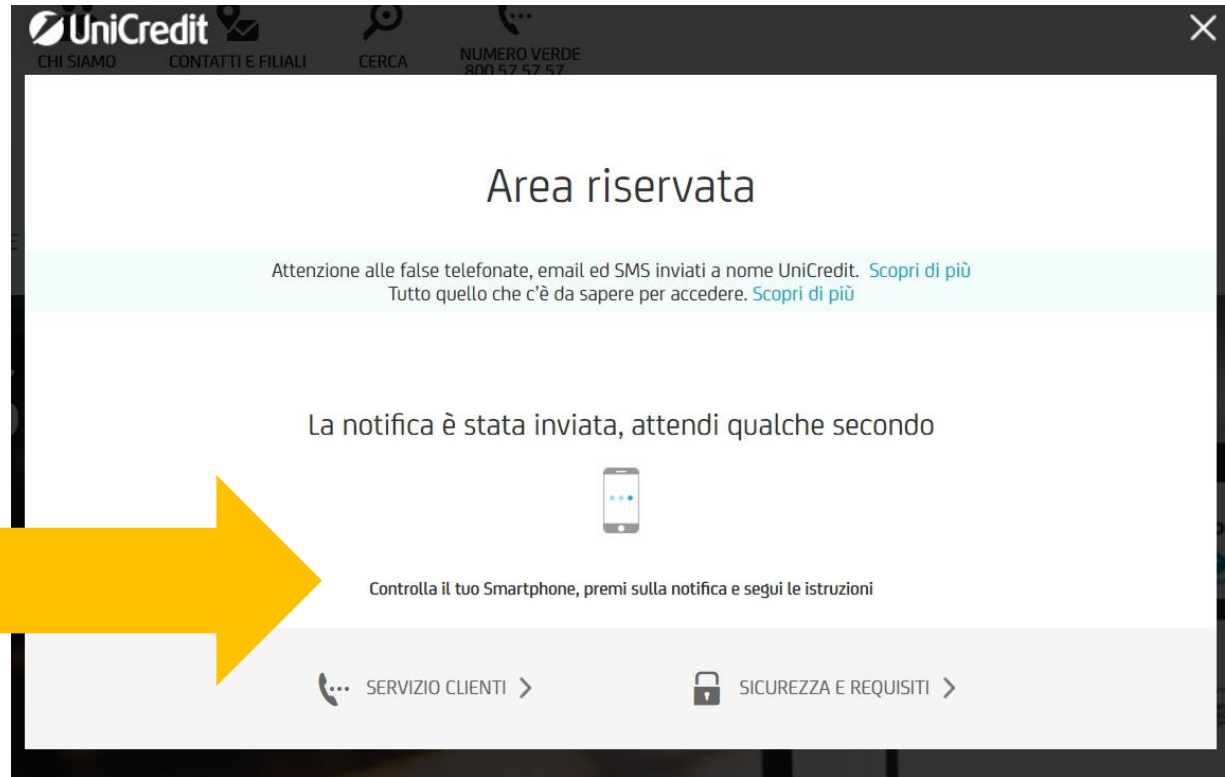 UniCredit
CHI SIAMO
CONTATTI E FILIALI
CERCA
NUMERO VERDE
800 57 57 57
Area riservata
Attenzione alle false telefonate, email ed SMS inviati a nome UniCredit. Scopri di più
Tutto quello che c'è da sapere per accedere. Scopri di più
La notifica è stata inviata, attendi qualche secondo
Controlla il tuo Smartphone, premi sulla notifica e segui le istruzioni
SERVIZIO CLIENTI
SICUREZZA E REQUISITI